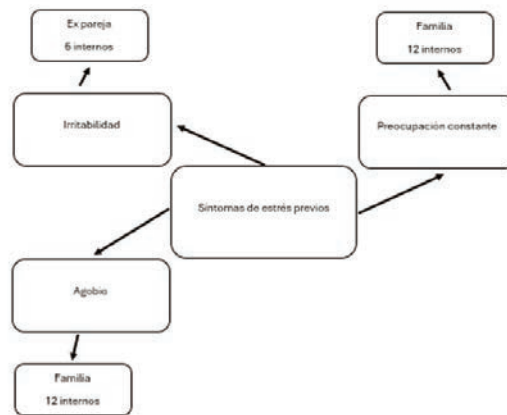 Ex pareja
6 internos
Familia
12 internos
Irritabilidad
Preocupación constante
Síntomas de estrés previos
Agobio
Familia
12 internos